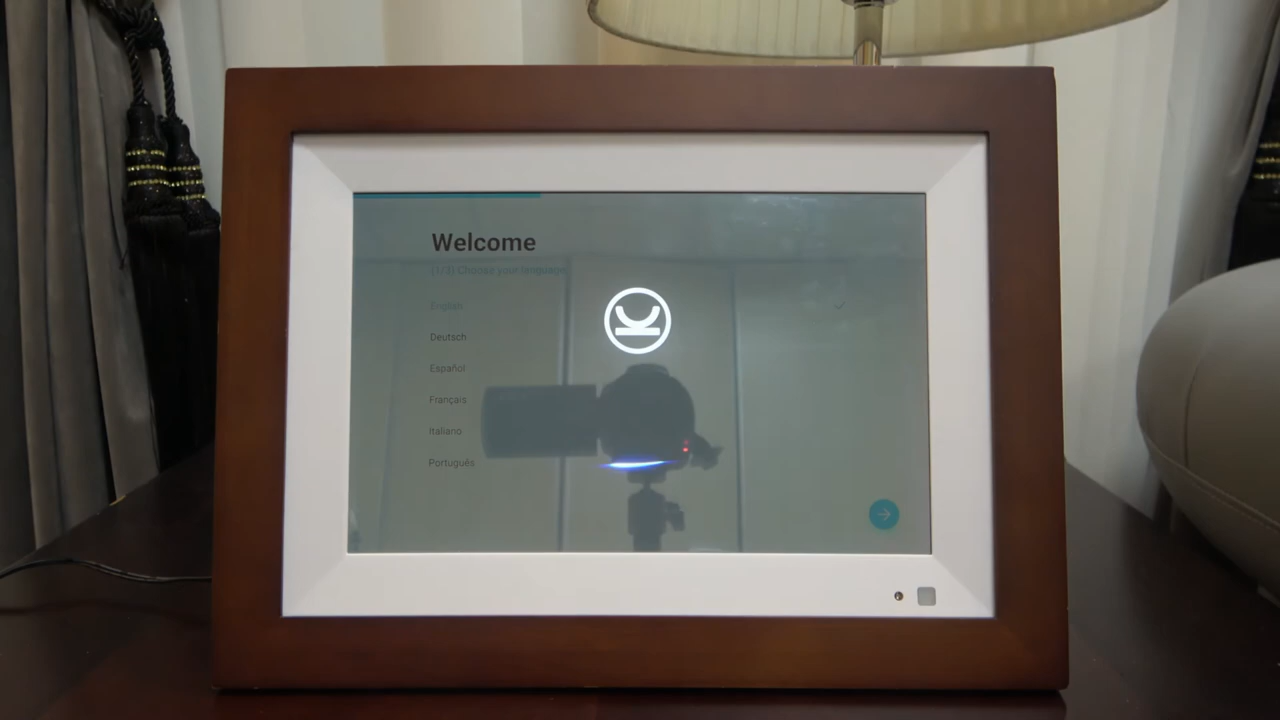 Welcome
(1/3) Choose your language
English
Deutsch
Español
Français
Italiano
Português